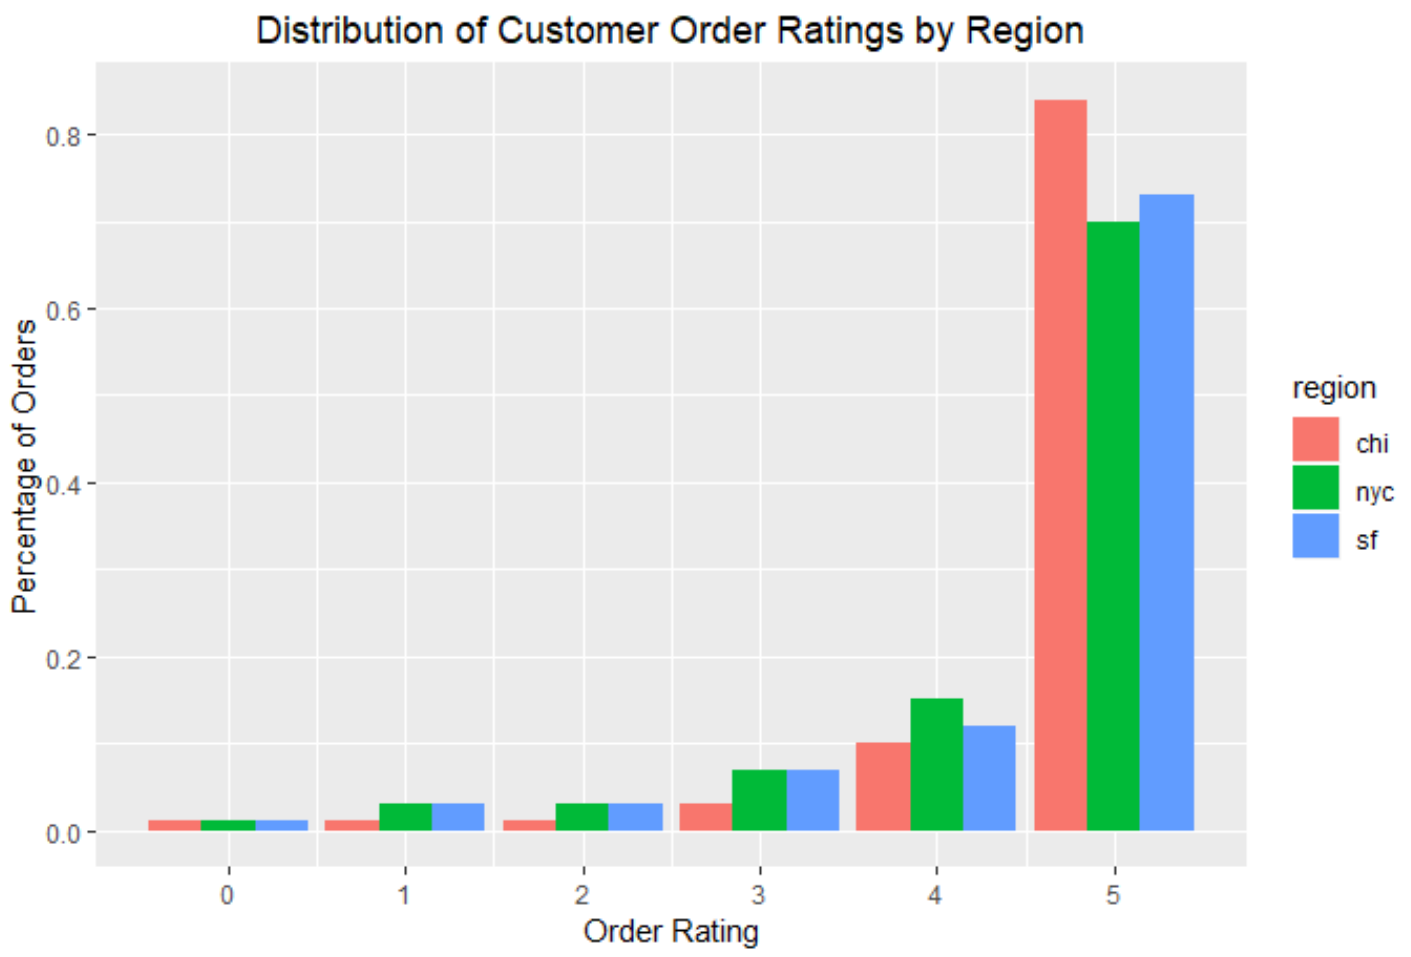 Distribution of Customer Order Ratings by Region
Percentage of Orders
0.8
0.6
0.4
0.2
0.0
0 1 2 3 4 5
Order Rating
region
chi
nyc
sf